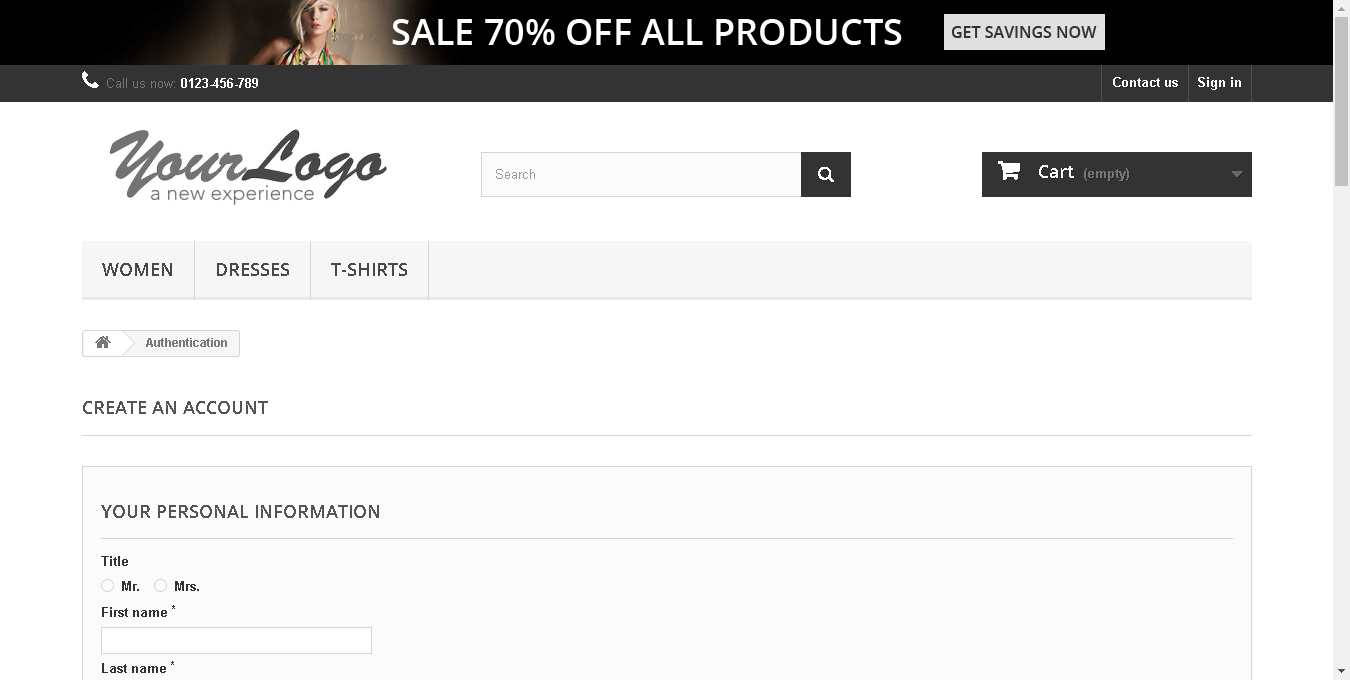 SALE 70% OFF ALL PRODUCTS GET SAVINGS NOW
Call us now: 0123-456-789 Contact us Sign in
YourLogo
a new experience
Search
Cart (empty)
WOMEN DRESSES T-SHIRTS
Authentication
CREATE AN ACCOUNT
YOUR PERSONAL INFORMATION
Title
Mr. Mrs.
First name *
Last name *